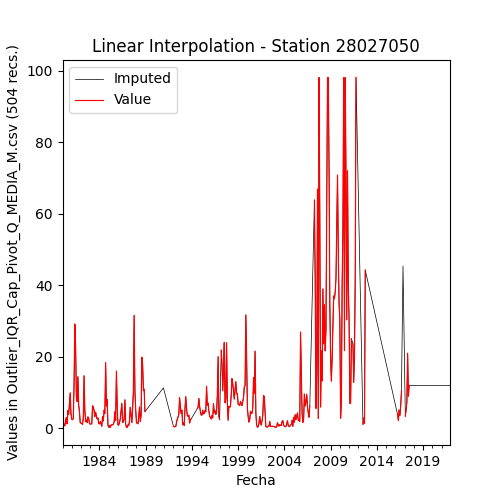 Linear Interpolation - Station 28027050
Values in Outlier_IQR_Cap_Pivot_Q_MEDIA_M.csv (504 recs.)
Imputed
Value
100
80
60
40
20
0
1984 1989 1994 1999 2004 2009 2014 2019
Fecha